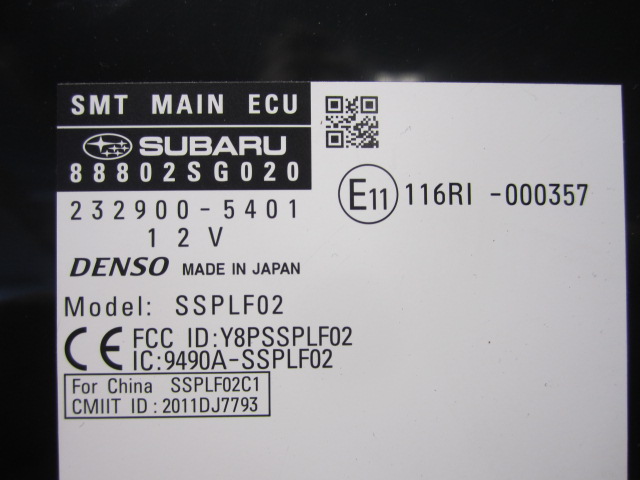 SMT MAIN ECU
SUBARU
88802SG020
232900-5401
12V
DENSO MADE IN JAPAN
E11 116RI -000357
Model: SSPLF02
CE FCC ID:Y8PSSPLF02
IC:9490A-SSPLF02
For China SSPLF02C1
CMIIT ID:2011DJ7793